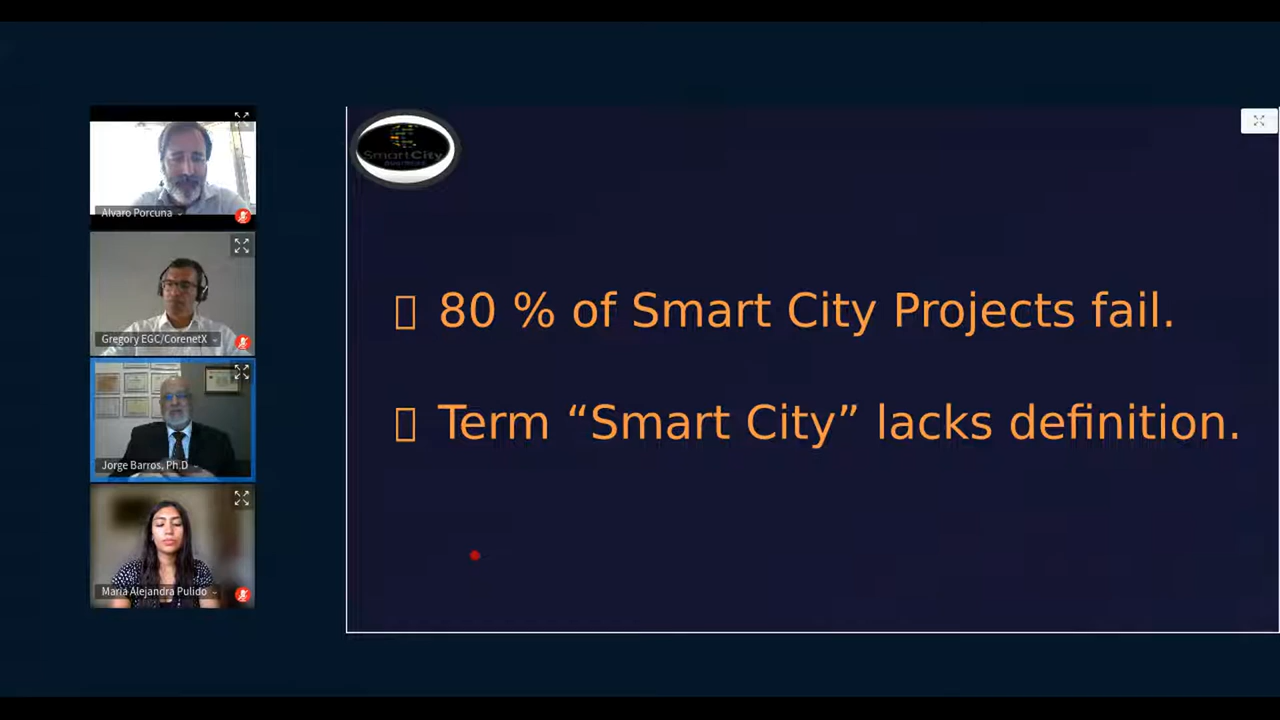 Alvaro Porcuna
Gregory EGC/CorenetX
Jorge Barros, Ph.D
Maria Alejandra Pulido
SmartCity
80 % of Smart City Projects fail.
Term “Smart City” lacks definition.